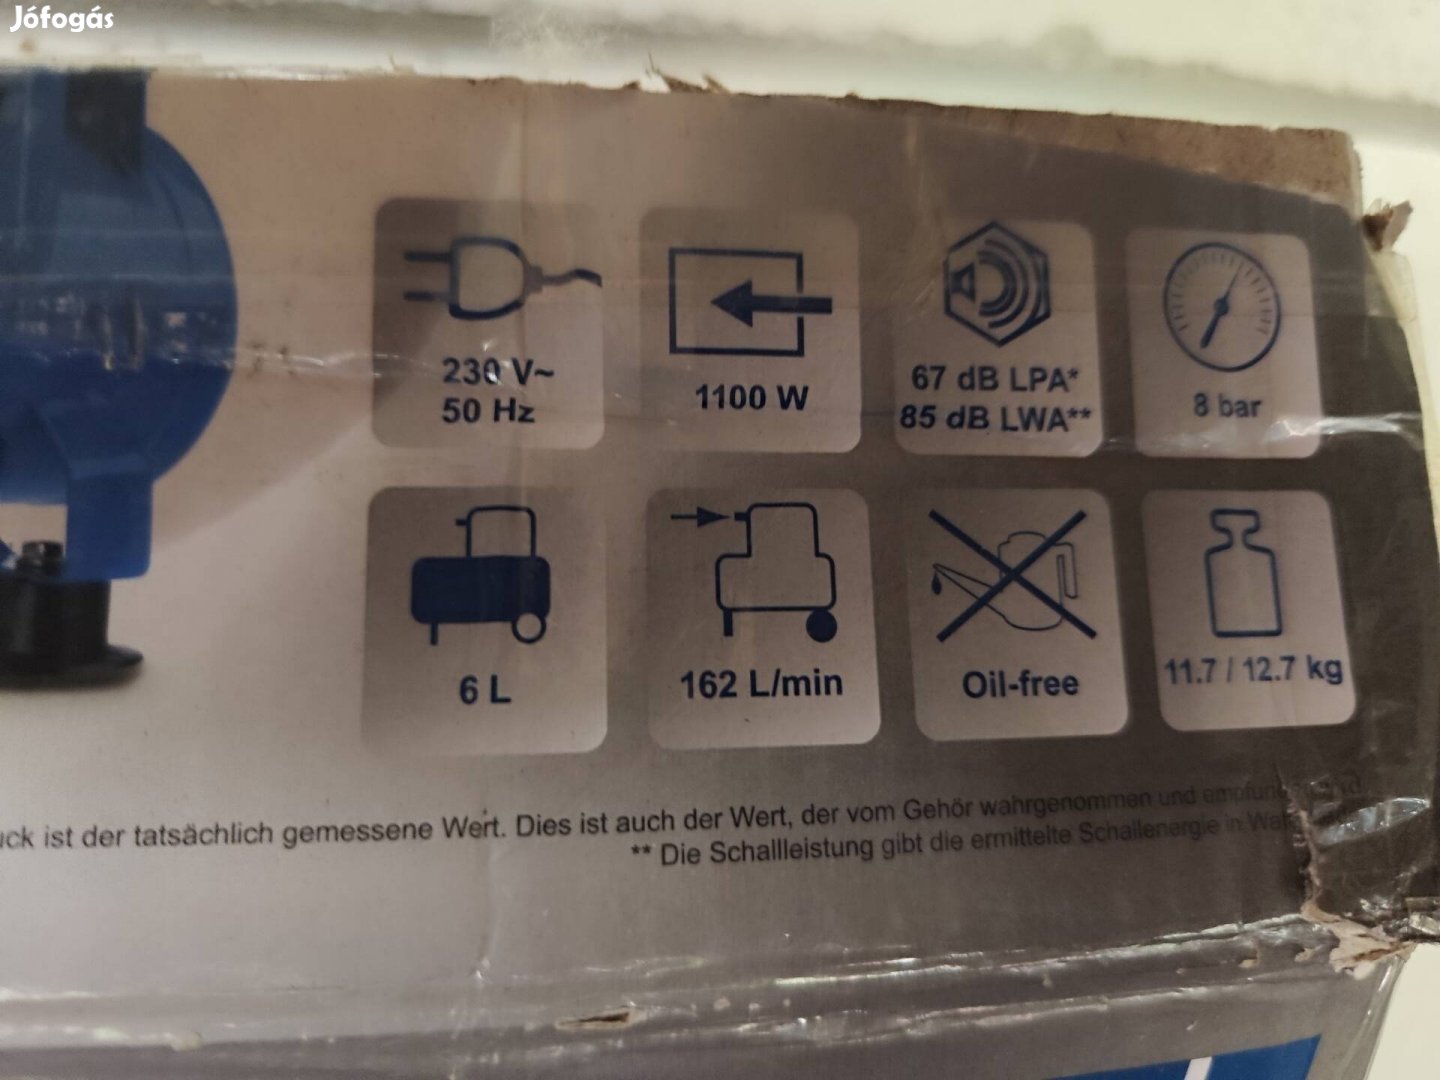 Jófogás
230 V~
50 Hz
1100 W
67 dB LPA*
85 dB LWA**
8 bar
6 L
162 L/min
Oil-free
11.7 / 12.7 kg
ist der tatsächlich gemessene Wert. Dies ist auch der Wert, der vom Gehör wahrgenommen und
** Die Schallleistung gibt die ermittelte Schallenergie in